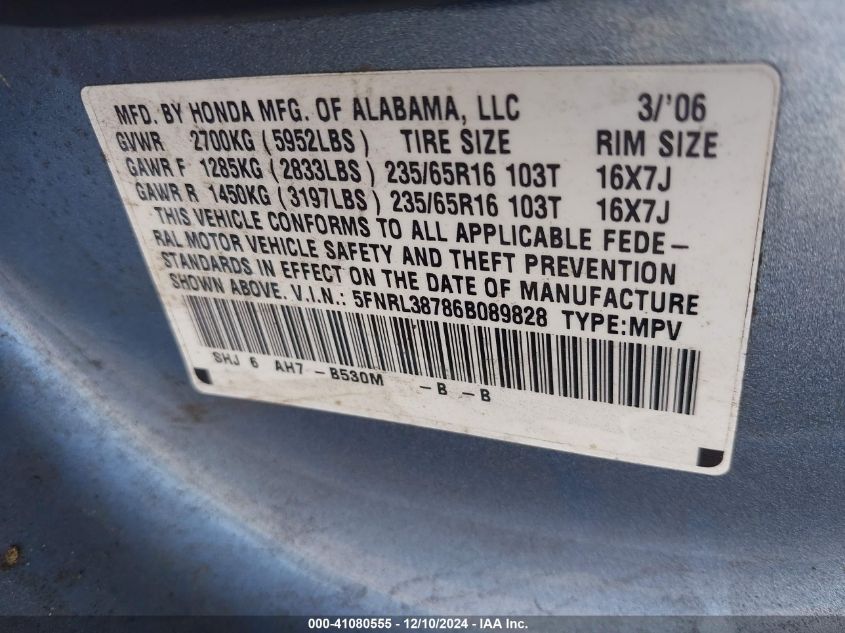 MFD. BY HONDA MFG. OF ALABAMA, LLC 3/'06
GVWR 2700KG (5952LBS) TIRE SIZE RIM SIZE
GAWR F 1285KG (2833LBS) 235/65R16 103T 16X7J
GAWR R 1450KG (3197LBS) 235/65R16 103T 16X7J
THIS VEHICLE CONFORMS TO ALL APPLICABLE FEDE-
RAL MOTOR VEHICLE SAFETY AND THEFT PREVENTION
STANDARDS IN EFFECT ON THE DATE OF MANUFACTURE
SHOWN ABOVE. V.I.N.: 5FNRL38786B089828 TYPE:MPV
SHJ 6 AH7 - B530M - B - B
000-41080555 - 12/10/2024 - IAA Inc.